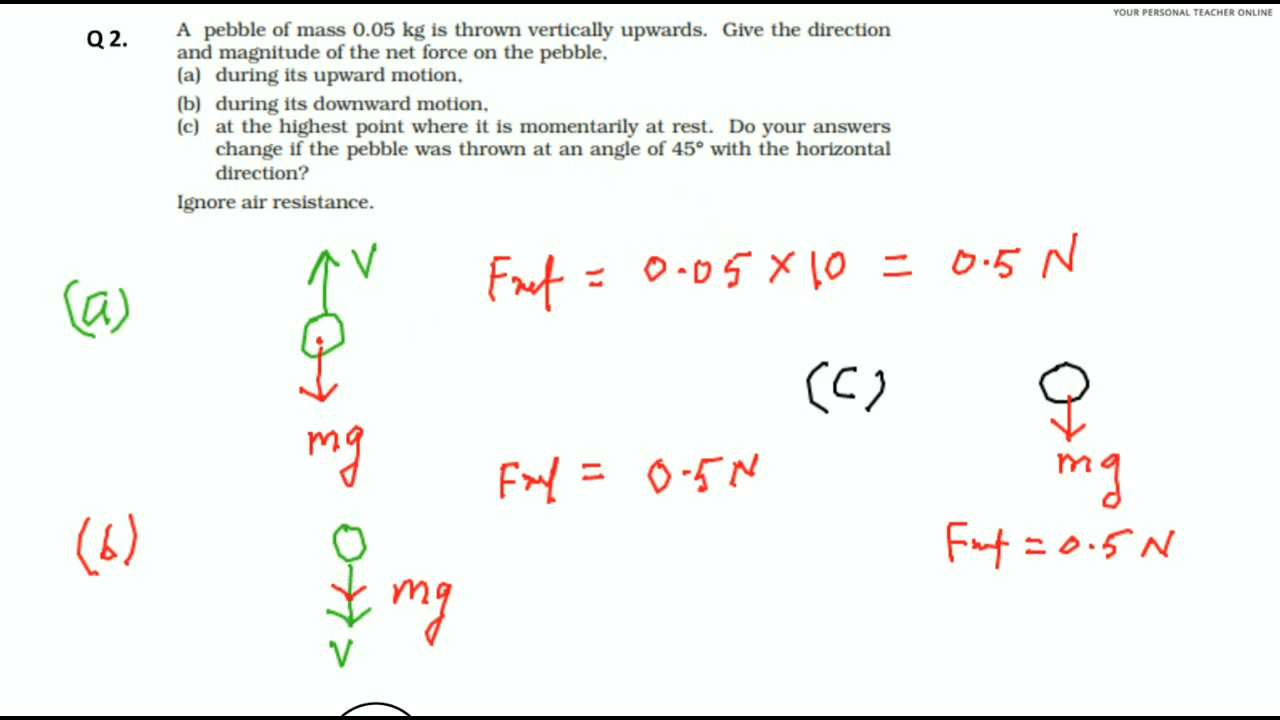 YOUR PERSONAL TEACHER ONLINE
Q 2. A pebble of mass 0.05 kg is thrown vertically upwards. Give the direction
and magnitude of the net force on the pebble,
(a) during its upward motion,
(b) during its downward motion,
(c) at the highest point where it is momentarily at rest. Do your answers
change if the pebble was thrown at an angle of 45° with the horizontal
direction?
Ignore air resistance.
(a)
V
mg
Fnet = 0.05 × 10 = 0.5 N
(b)
mg
V
Fnet = 0.5 N
(C)
mg
Fnet = 0.5 N